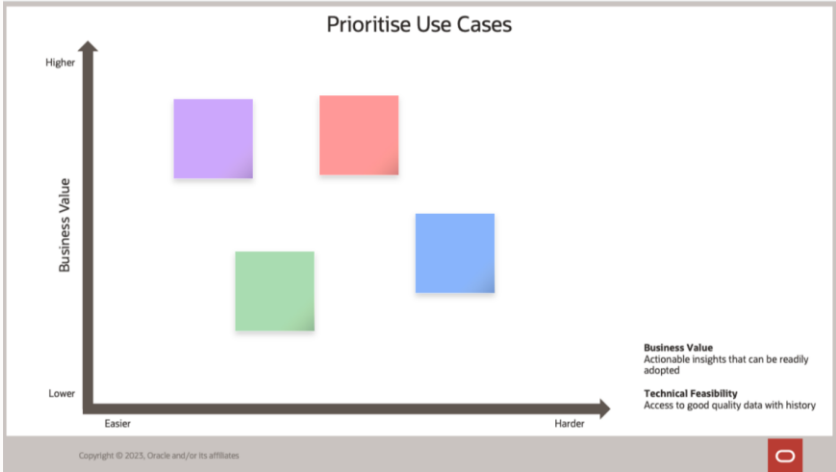 Prioritise Use Cases
Higher
Business Value
Lower
Easier
Harder
Business Value
Actionable insights that can be readily
adopted
Technical Feasibility
Access to good quality data with history
Copyright © 2023, Oracle and/or its affiliates